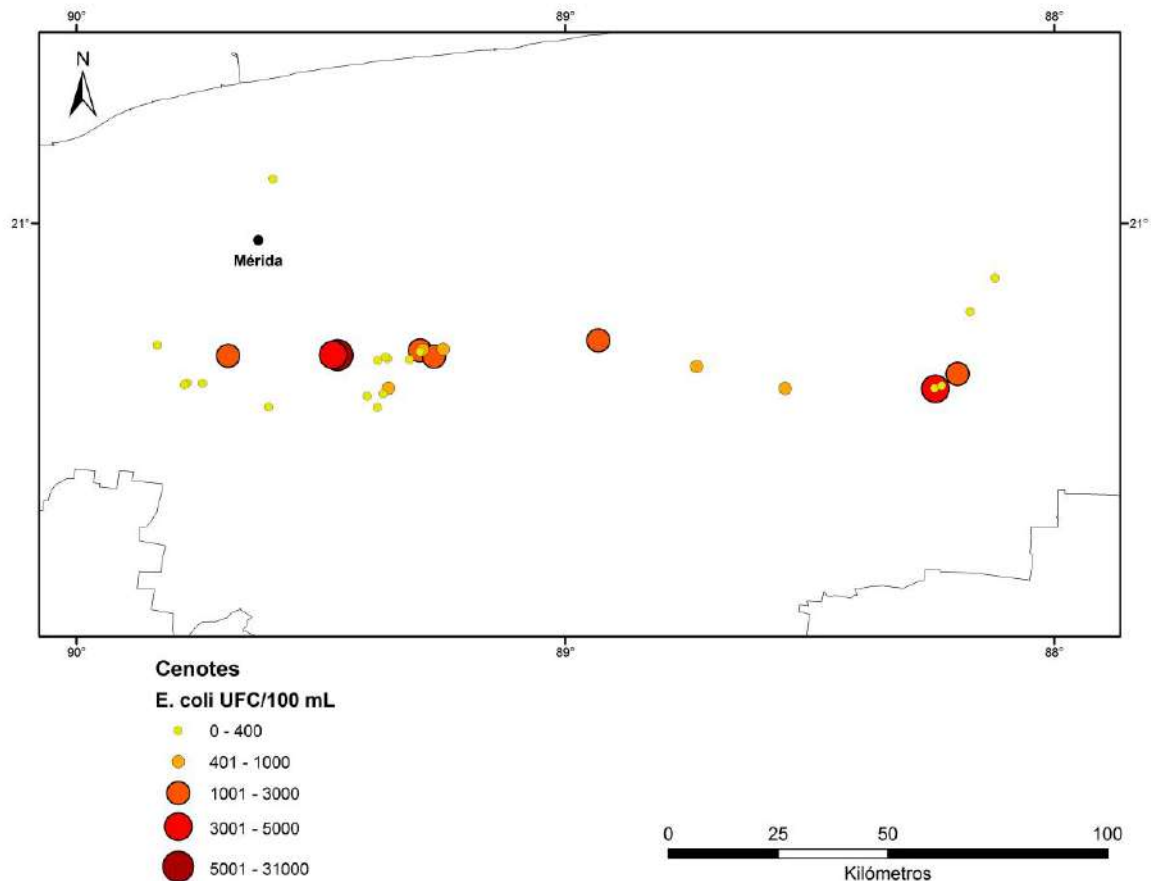 90° 89° 88°
N
21° 21°
Mérida
90° 89° 88°
Cenotes
E. coli UFC/100 mL
0 - 400
401 - 1000
1001 - 3000
3001 - 5000
5001 - 31000
0 25 50 100
Kilómetros